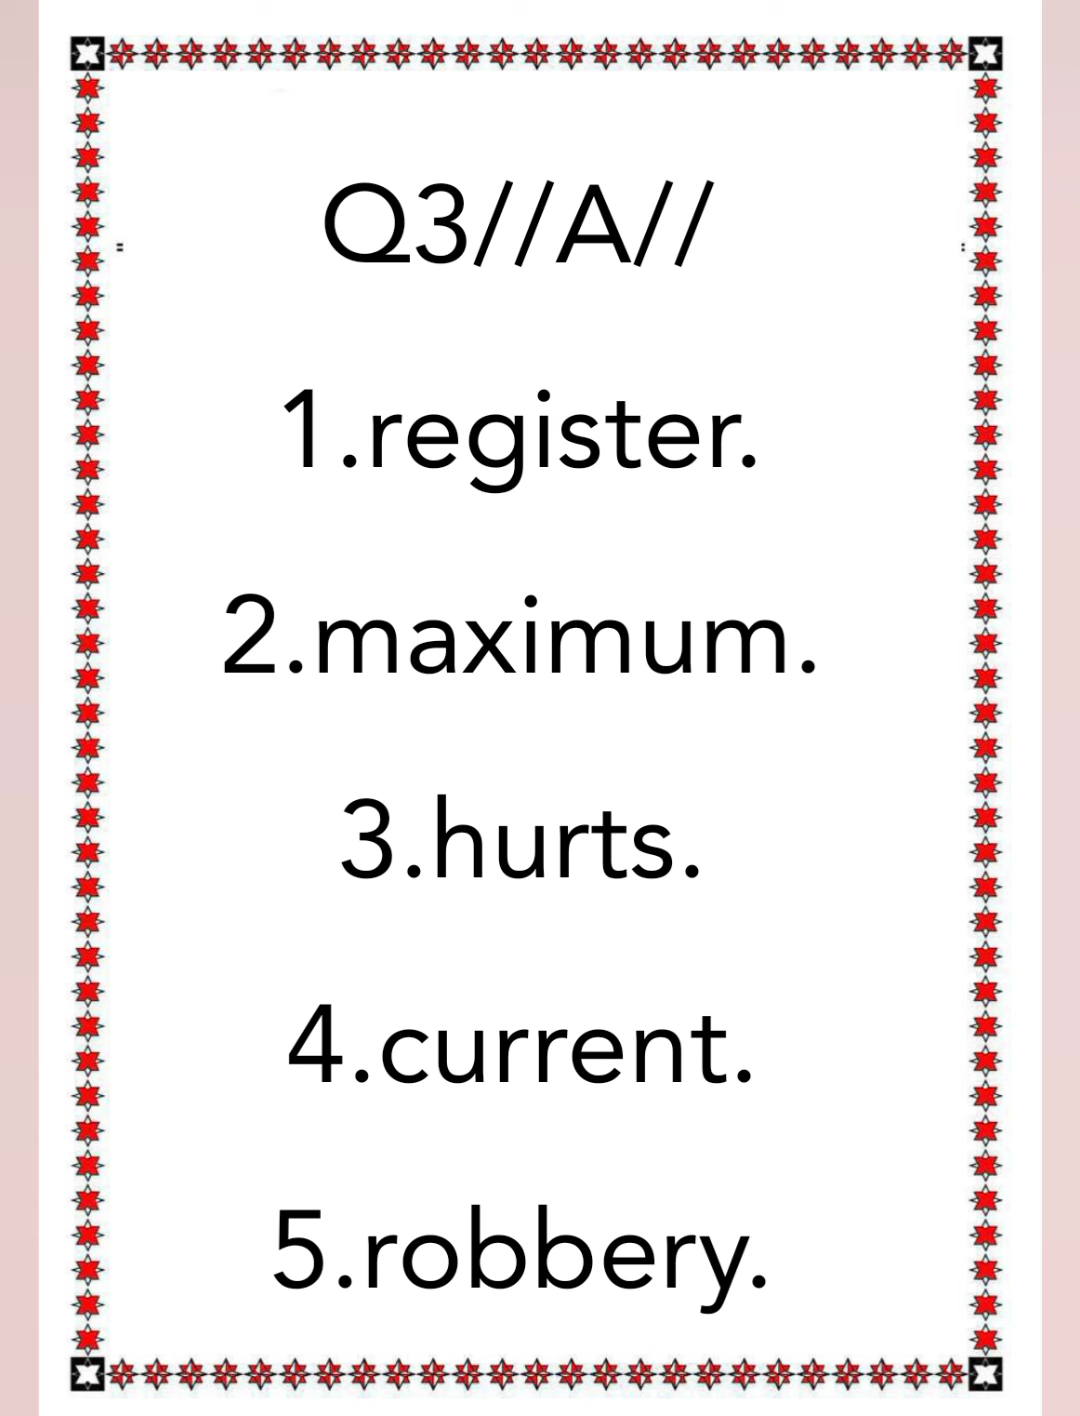 Q3//A//
1.register.
2.maximum.
3.hurts.
4.current.
5.robbery.